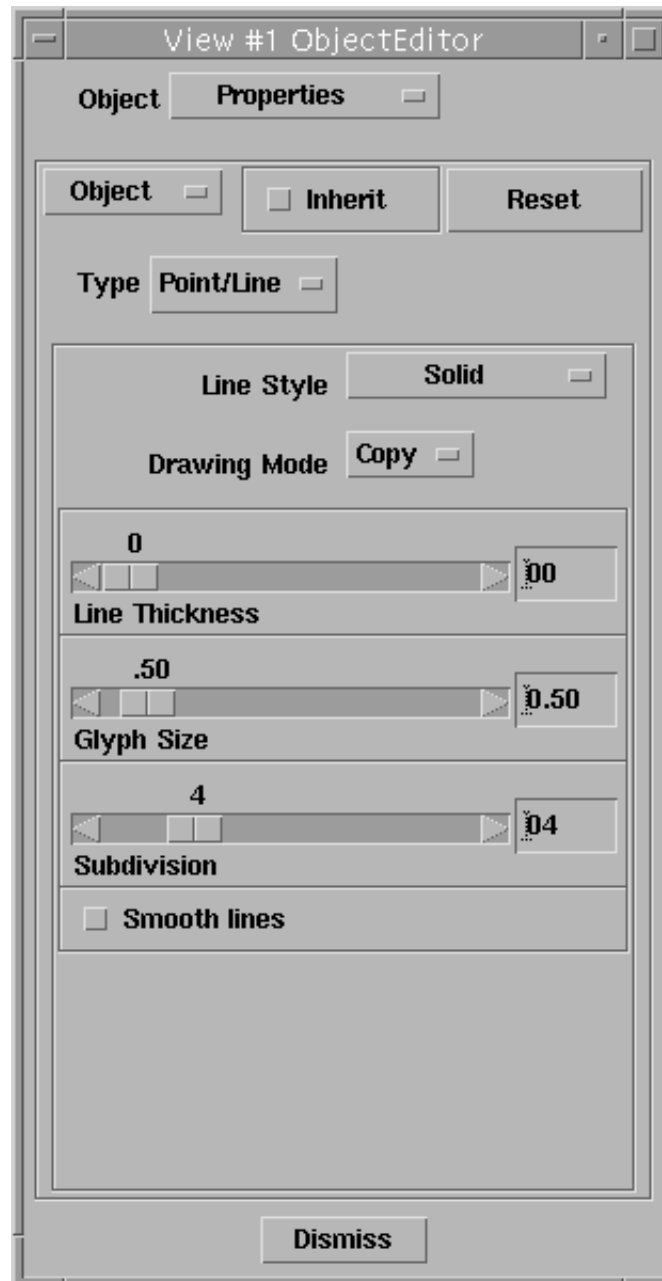 View #1 ObjectEditor
Object Properties
Object Inherit Reset
Type Point/Line
Line Style Solid
Drawing Mode Copy
0
00
Line Thickness
.50
0.50
Glyph Size
4
04
Subdivision
Smooth lines
Dismiss